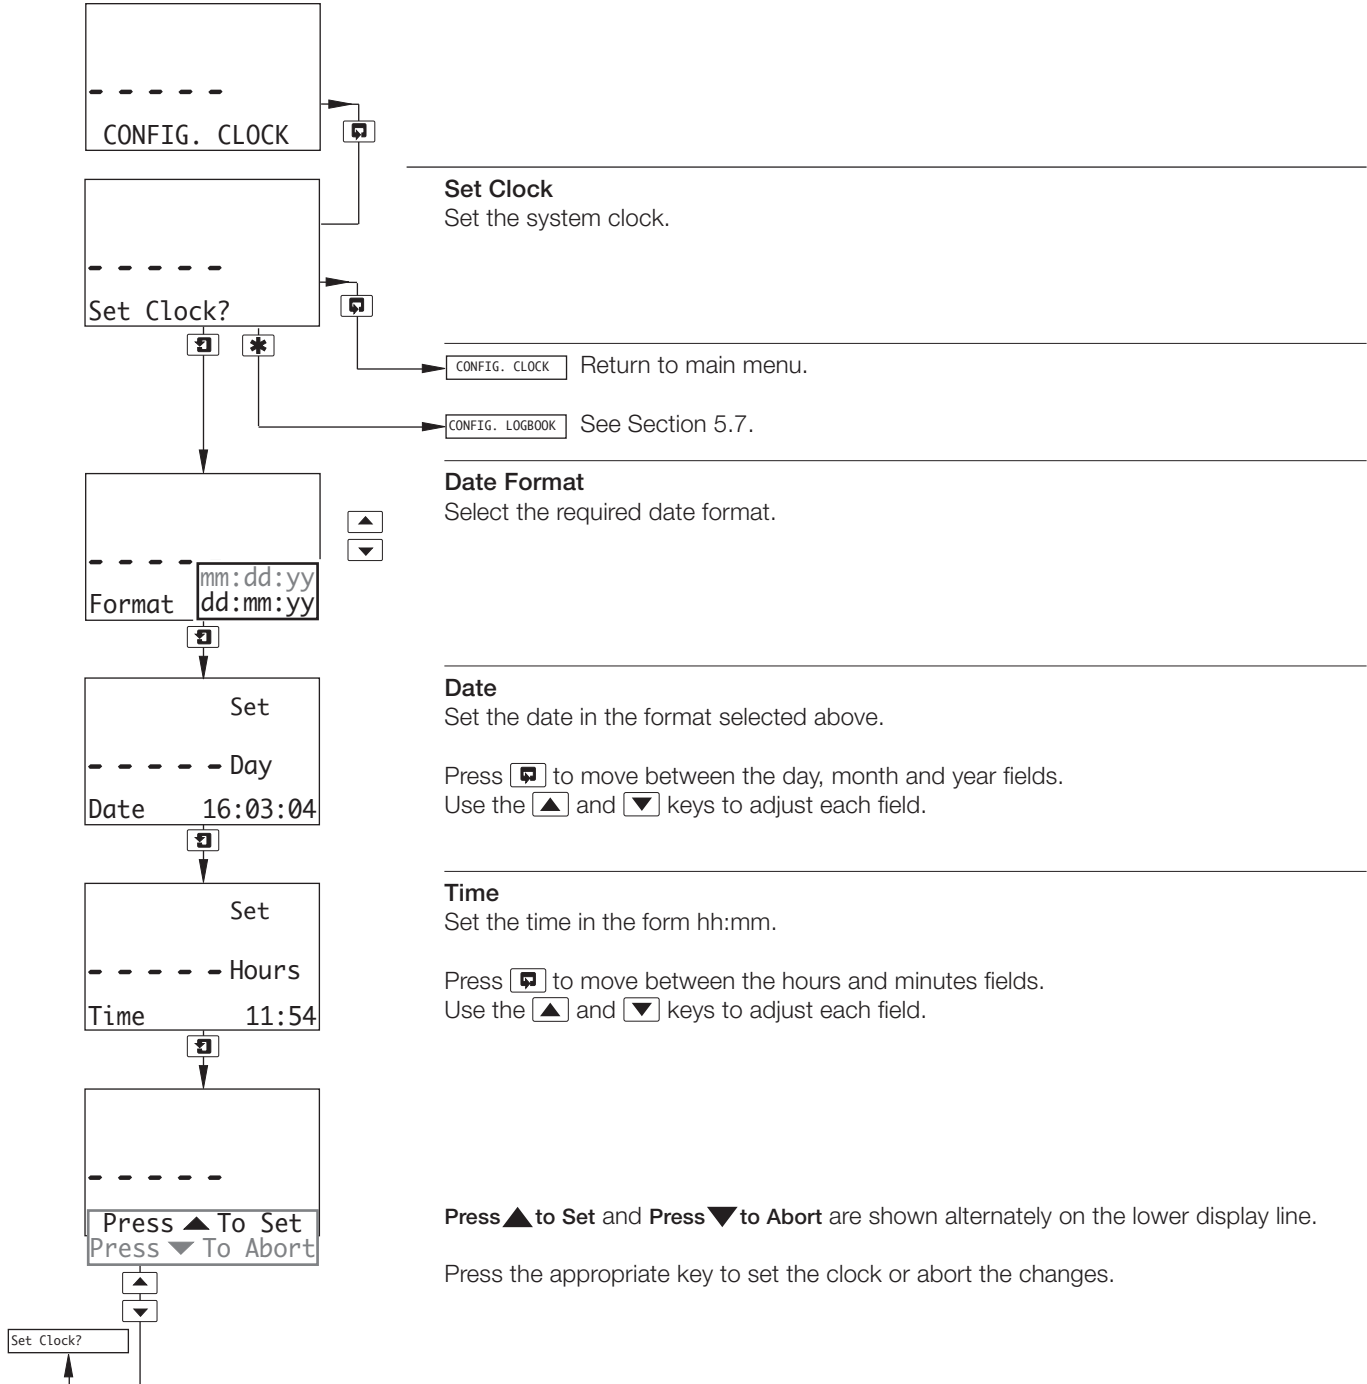 CONFIG. CLOCK
Set Clock
Set the system clock.
Set Clock?
CONFIG. CLOCK Return to main menu.
CONFIG. LOGBOOK See Section 5.7.
Date Format
Select the required date format.
mm:dd:yy
Format dd:mm:yy
Date
Set the date in the format selected above.
Set
Day
Date 16:03:04
Press to move between the day, month and year fields.
Use the ▲ and ▼ keys to adjust each field.
Time
Set the time in the form hh:mm.
Set
Hours
Time 11:54
Press to move between the hours and minutes fields.
Use the ▲ and ▼ keys to adjust each field.
Press ▲ To Set
Press ▼ To Abort
Press ▲ to Set and Press ▼ to Abort are shown alternately on the lower display line.
Press the appropriate key to set the clock or abort the changes.
Set Clock?